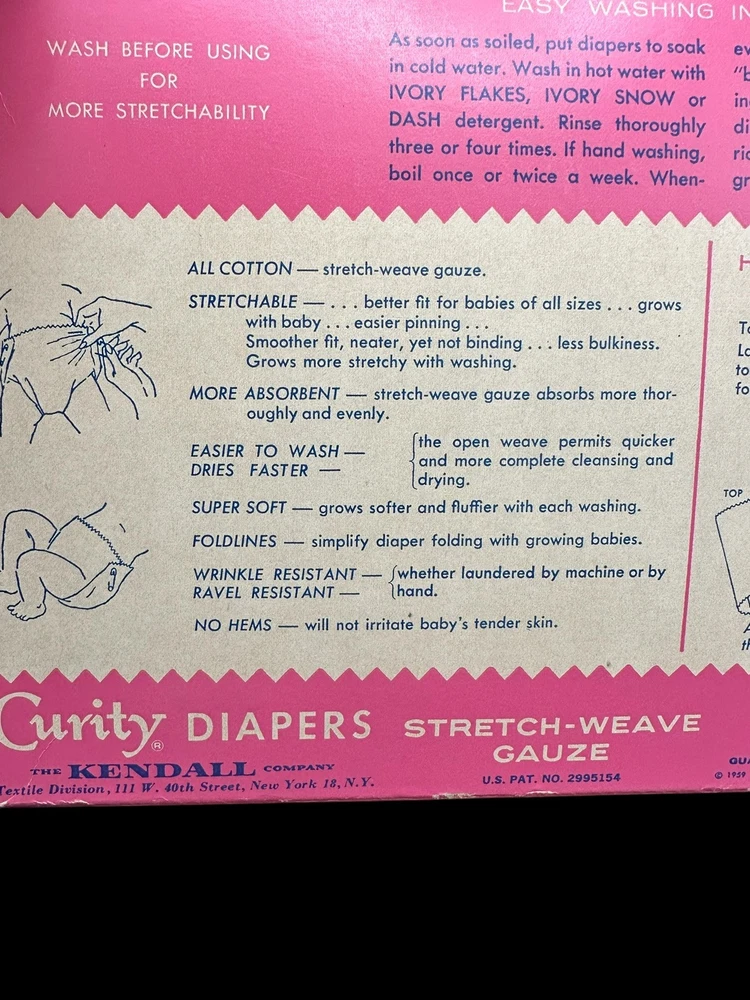 EASY WASHING
WASH BEFORE USING
FOR
MORE STRETCHABILITY
As soon as soiled, put diapers to soak
in cold water. Wash in hot water with
IVORY FLAKES, IVORY SNOW or
DASH detergent. Rinse thoroughly
three or four times. If hand washing,
boil once or twice a week. When-
ALL COTTON — stretch-weave gauze.
STRETCHABLE — . . . better fit for babies of all sizes . . . grows
with baby . . . easier pinning . . .
Smoother fit, neater, yet not binding . . . less bulkiness.
Grows more stretchy with washing.
MORE ABSORBENT — stretch-weave gauze absorbs more thor-
oughly and evenly.
EASIER TO WASH —
DRIES FASTER —
the open weave permits quicker
and more complete cleansing and
drying.
SUPER SOFT — grows softer and fluffier with each washing.
FOLDLINES — simplify diaper folding with growing babies.
WRINKLE RESISTANT —
RAVEL RESISTANT —
whether laundered by machine or by
hand.
NO HEMS — will not irritate baby's tender skin.
TOP
Curity® DIAPERS
STRETCH-WEAVE
GAUZE
THE KENDALL COMPANY
Textile Division, 111 W. 40th Street, New York 18, N.Y.
U.S. PAT. NO. 2995154
© 1959